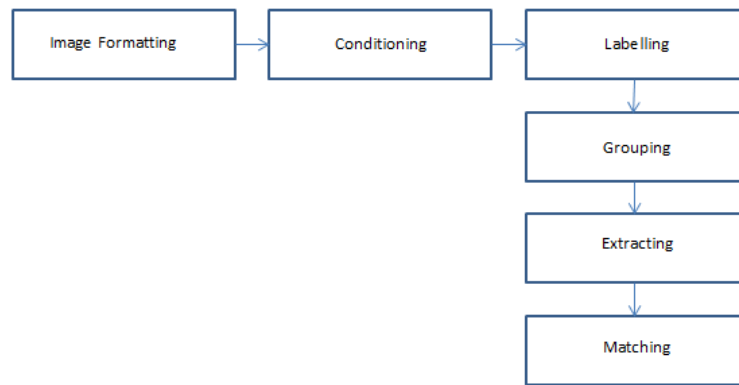 Image Formatting
Conditioning
Labelling
Grouping
Extracting
Matching